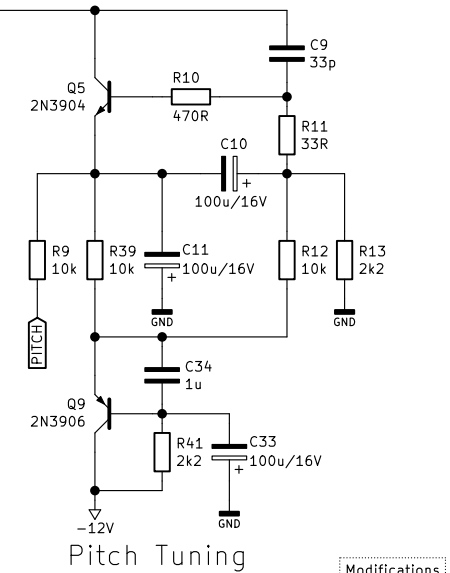 C9
33p
Q5
2N3904
R10
470R
R11
33R
C10
+
100u/16V
R9
10k
R39
10k
C11
+
100u/16V
R12
10k
R13
2k2
GND
GND
PITCH
C34
1u
Q9
2N3906
R41
2k2
C33
+
100u/16V
-12V
GND
Pitch Tuning
Modifications